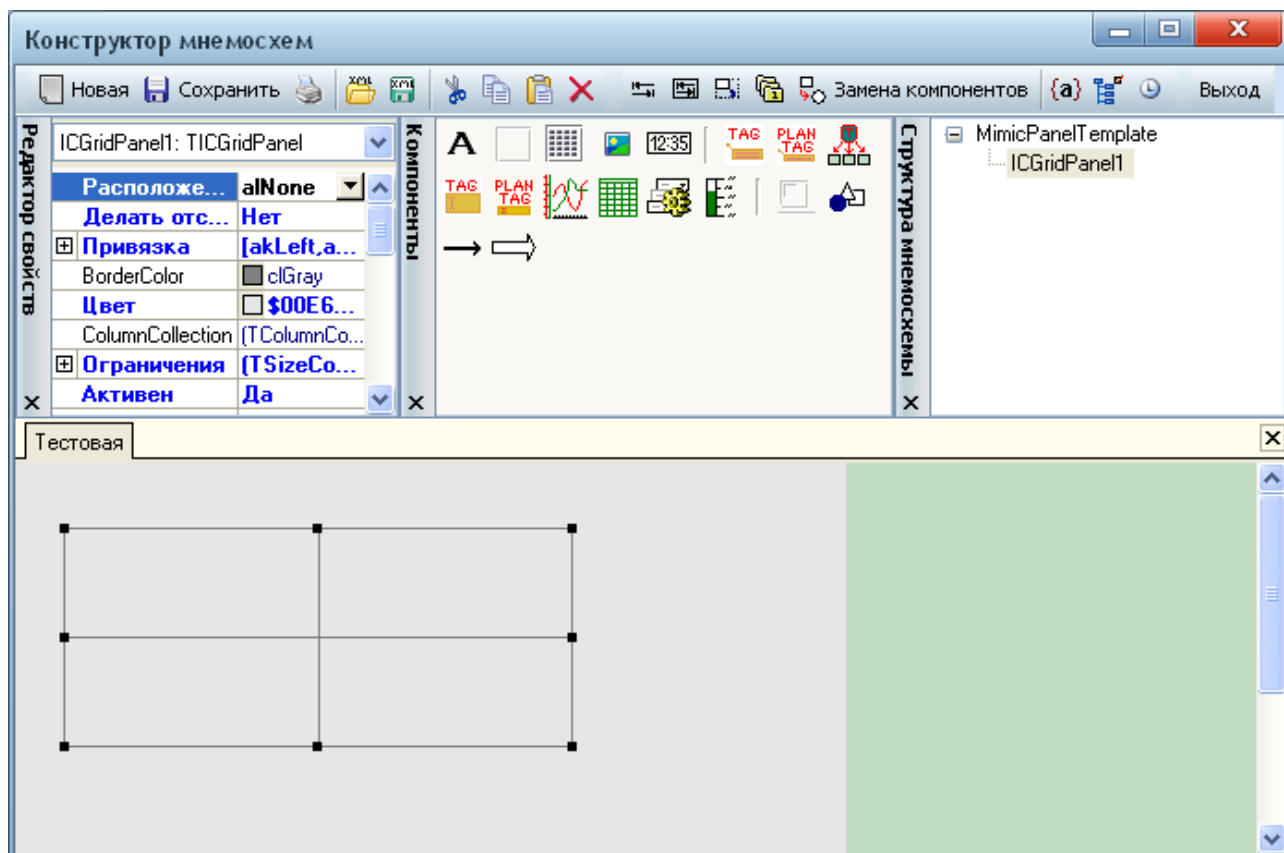 Конструктор мнемосхем
Новая Сохранить Замена компонентов {a} Выход
Редактор свойств
ICGridPanel1: TICGridPanel
Расположе... alNone
Делать отс... Нет
Привязка [akLeft,a...
BorderColor clGray
Цвет $00E6...
ColumnCollection (TColumnCo...
Ограничения (TSizeCo...
Активен Да
Компоненты
A 12:35 TAG PLAN TAG
TAG PLAN TAG
Структура мнемосхемы
MimicPanelTemplate
ICGridPanel1
Тестовая